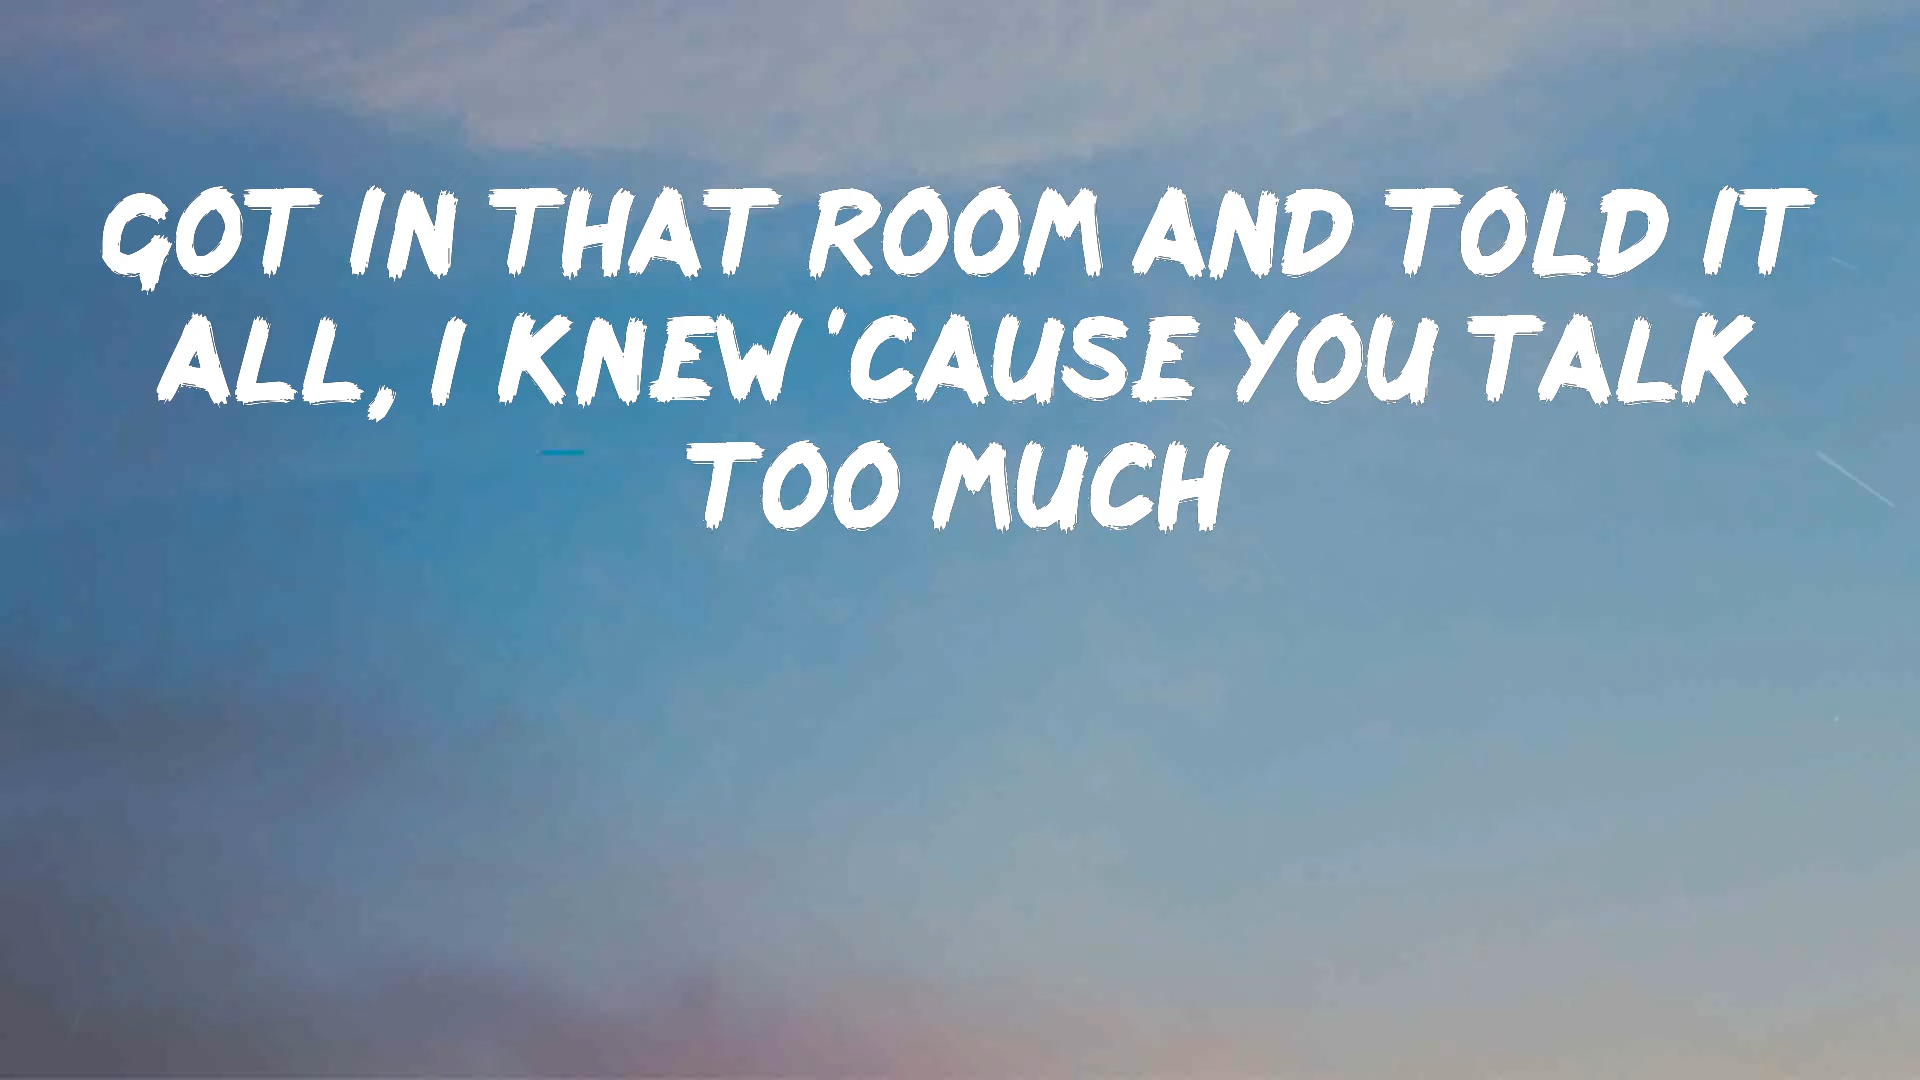 GOT IN THAT ROOM AND TOLD IT
ALL, I KNEW 'CAUSE YOU TALK
TOO MUCH